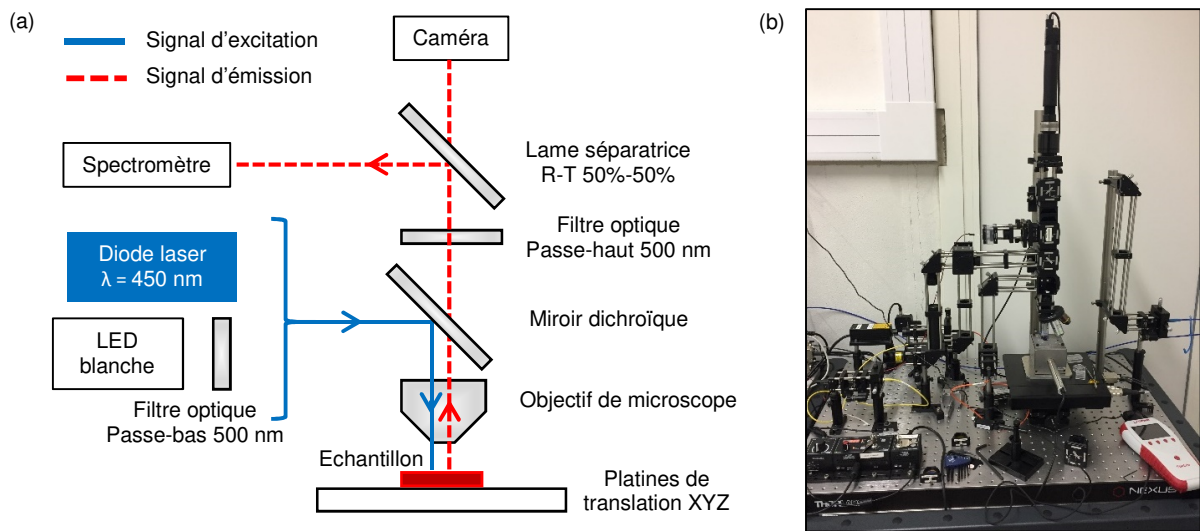 (a)
Signal d'excitation
Signal d'émission
Caméra
Spectromètre
Lame séparatrice
R-T 50%-50%
Filtre optique
Passe-haut 500 nm
Diode laser
λ = 450 nm
LED
blanche
Filtre optique
Passe-bas 500 nm
Miroir dichroïque
Objectif de microscope
Echantillon
Platines de
translation XYZ
(b)
NEXUS